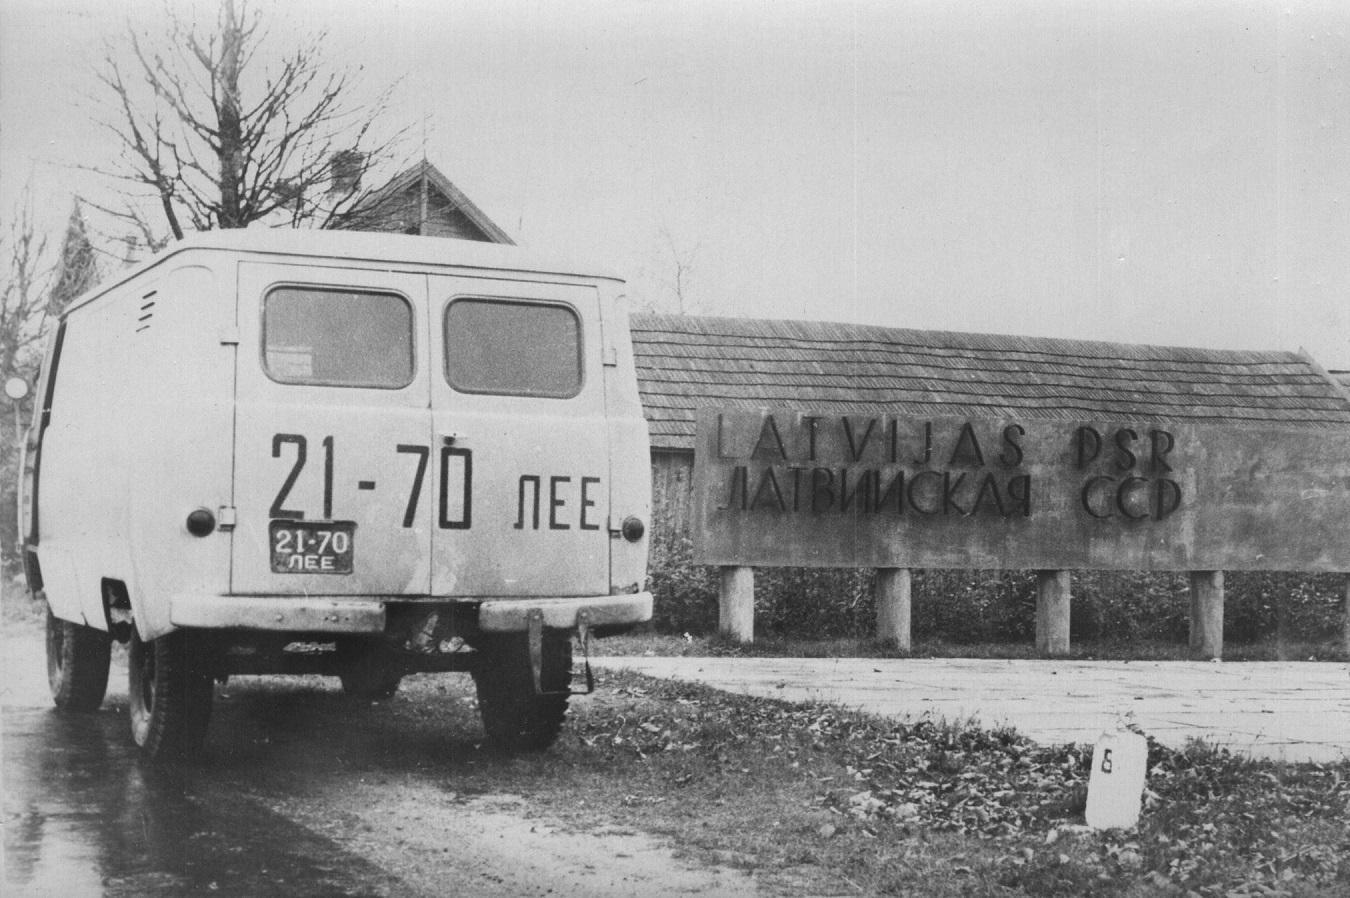 21-70 ЛЕЕ
21-70
ЛЕЕ
LATVIJAS PSR
ЛАТВИЙСКАЯ ССР